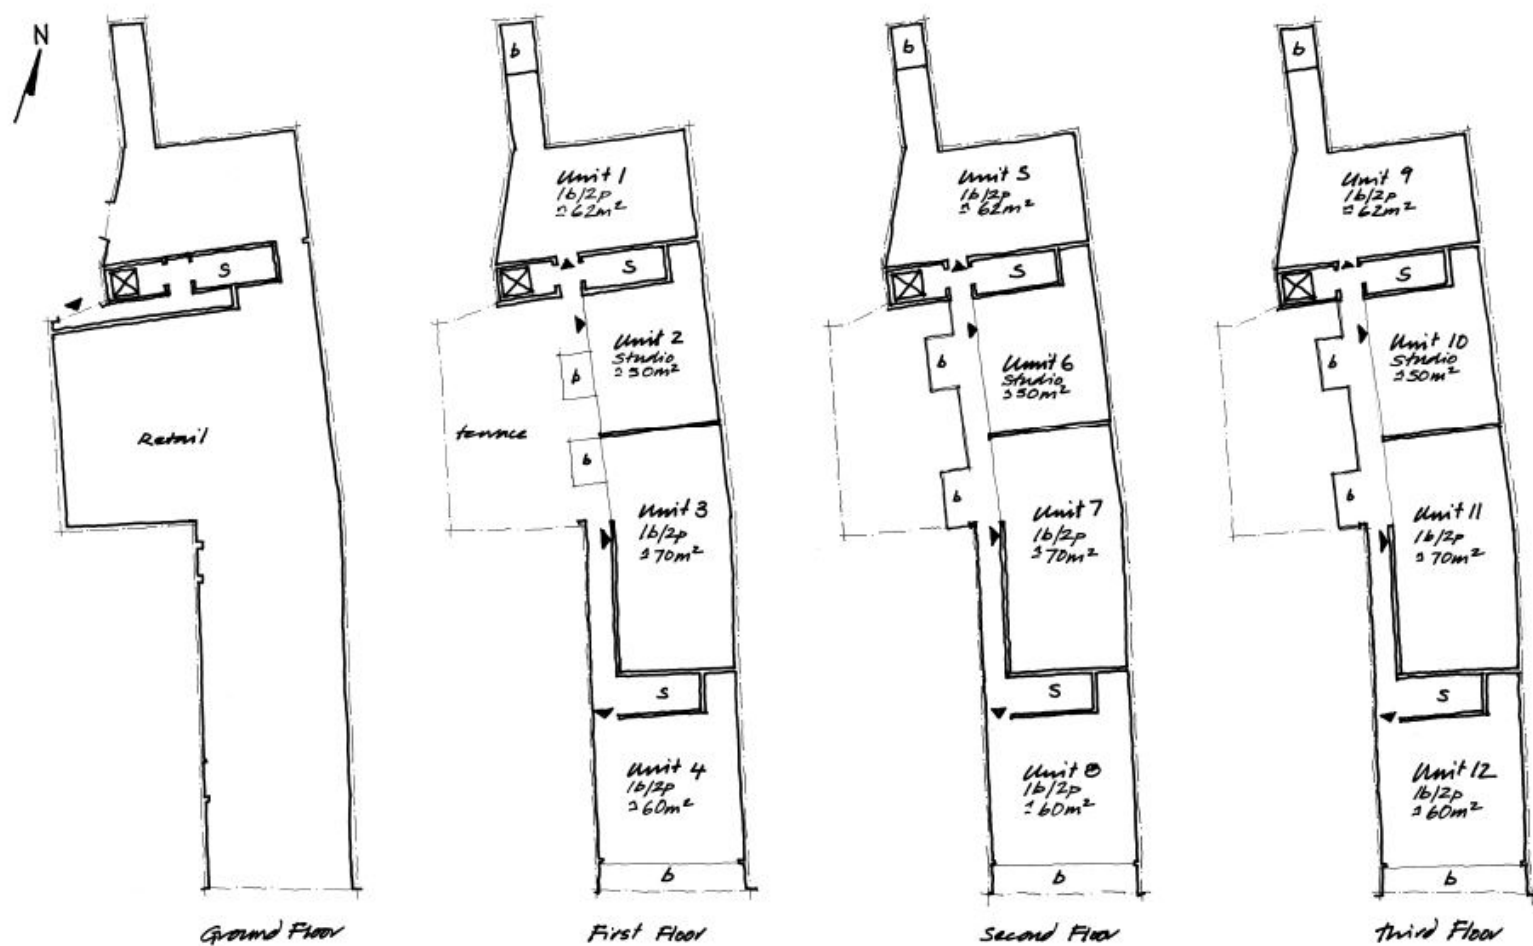 N
S
Retail
Ground Floor
b
Unit 1
1b/2p
± 62m²
S
Unit 2
Studio
± 50m²
b
terrace
b
Unit 3
1b/2p
± 70m²
S
Unit 4
1b/2p
± 60m²
b
First Floor
b
Unit 5
1b/2p
± 62m²
S
b
Unit 6
Studio
± 50m²
b
Unit 7
1b/2p
± 70m²
S
Unit 8
1b/2p
± 60m²
b
Second Floor
b
Unit 9
1b/2p
± 62m²
S
b
Unit 10
Studio
± 50m²
b
Unit 11
1b/2p
± 70m²
S
Unit 12
1b/2p
± 60m²
b
Third Floor